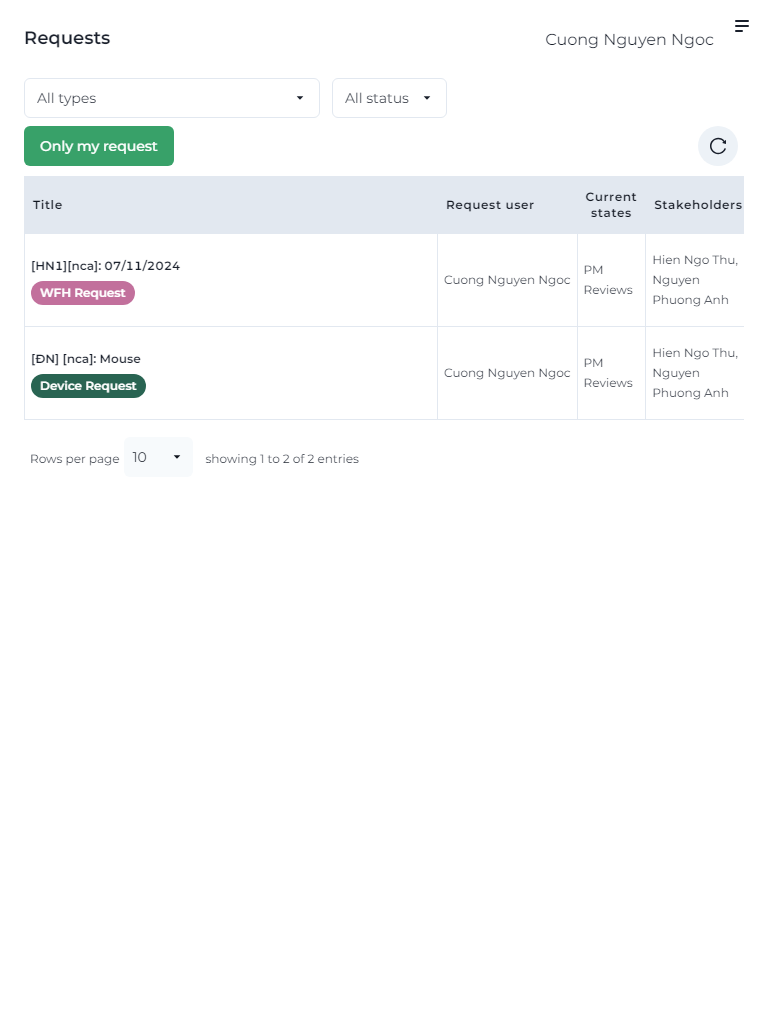 Requests
Cuong Nguyen Ngoc
All types
All status
Only my request
Title
Request user
Current
states
Stakeholders
[HN1][nca]: 07/11/2024
WFH Request
Cuong Nguyen Ngoc
PM
Reviews
Hien Ngo Thu,
Nguyen
Phuong Anh
[ĐN] [nca]: Mouse
Device Request
Cuong Nguyen Ngoc
PM
Reviews
Hien Ngo Thu,
Nguyen
Phuong Anh
Rows per page
10
showing 1 to 2 of 2 entries